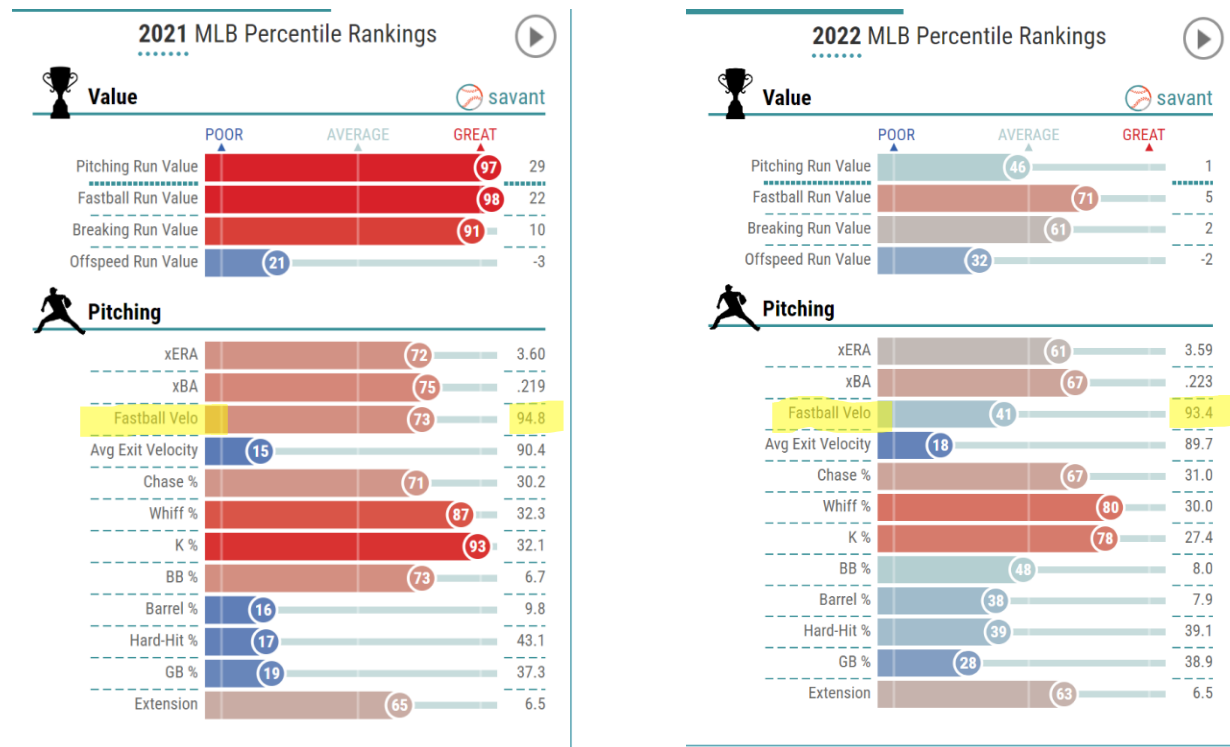 2021 MLB Percentile Rankings
Value
savant
POOR AVERAGE GREAT
Pitching Run Value 97 29
Fastball Run Value 98 22
Breaking Run Value 91 10
Offspeed Run Value 21 -3
Pitching
xERA 72 3.60
xBA 75 .219
Fastball Velo 73 94.8
Avg Exit Velocity 15 90.4
Chase % 71 30.2
Whiff % 87 32.3
K % 93 32.1
BB % 73 6.7
Barrel % 16 9.8
Hard-Hit % 17 43.1
GB % 19 37.3
Extension 65 6.5
2022 MLB Percentile Rankings
Value
savant
POOR AVERAGE GREAT
Pitching Run Value 46 1
Fastball Run Value 71 5
Breaking Run Value 61 2
Offspeed Run Value 32 -2
Pitching
xERA 61 3.59
xBA 67 .223
Fastball Velo 41 93.4
Avg Exit Velocity 18 89.7
Chase % 67 31.0
Whiff % 80 30.0
K % 78 27.4
BB % 48 8.0
Barrel % 38 7.9
Hard-Hit % 39 39.1
GB % 28 38.9
Extension 63 6.5